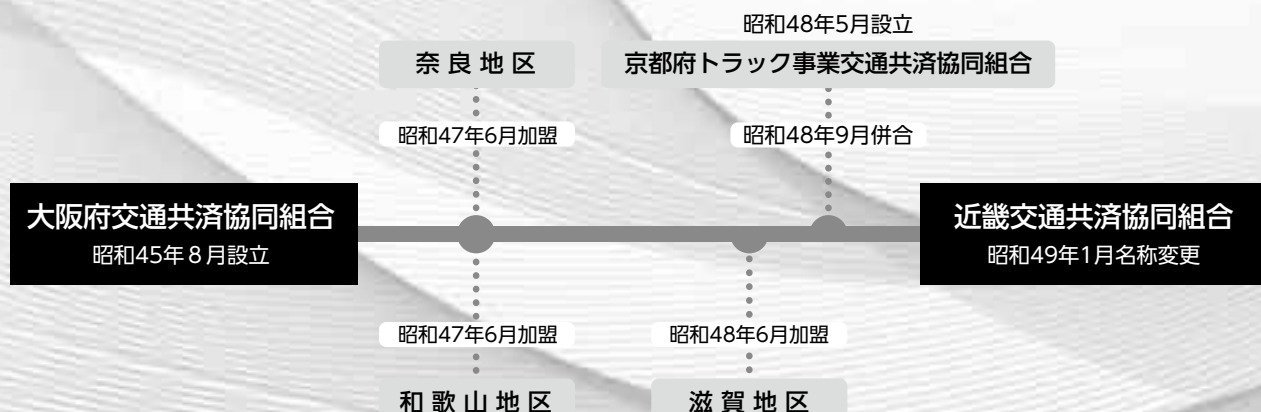 昭和48年5月設立
奈良地区
京都府トラック事業交通共済協同組合
昭和47年6月加盟
昭和48年9月併合
大阪府交通共済協同組合
昭和45年8月設立
近畿交通共済協同組合
昭和49年1月名称変更
昭和47年6月加盟
昭和48年6月加盟
和歌山地区
滋賀地区